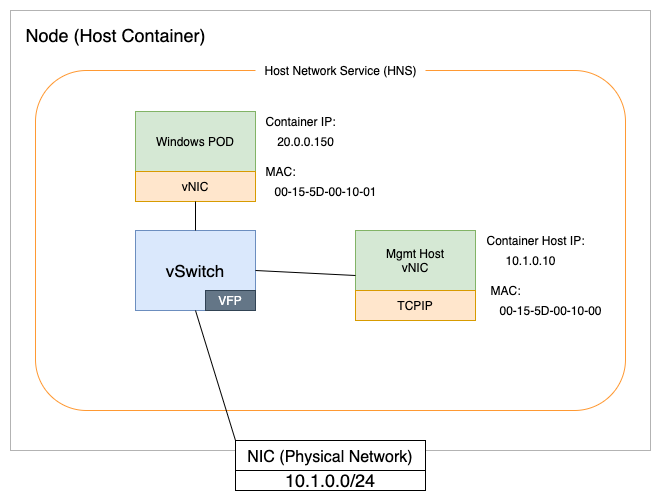 Node (Host Container)
Host Network Service (HNS)
Windows POD
vNIC
Container IP:
20.0.0.150
MAC:
00-15-5D-00-10-01
vSwitch
VFP
Mgmt Host
vNIC
TCPIP
Container Host IP:
10.1.0.10
MAC:
00-15-5D-00-10-00
NIC (Physical Network)
10.1.0.0/24